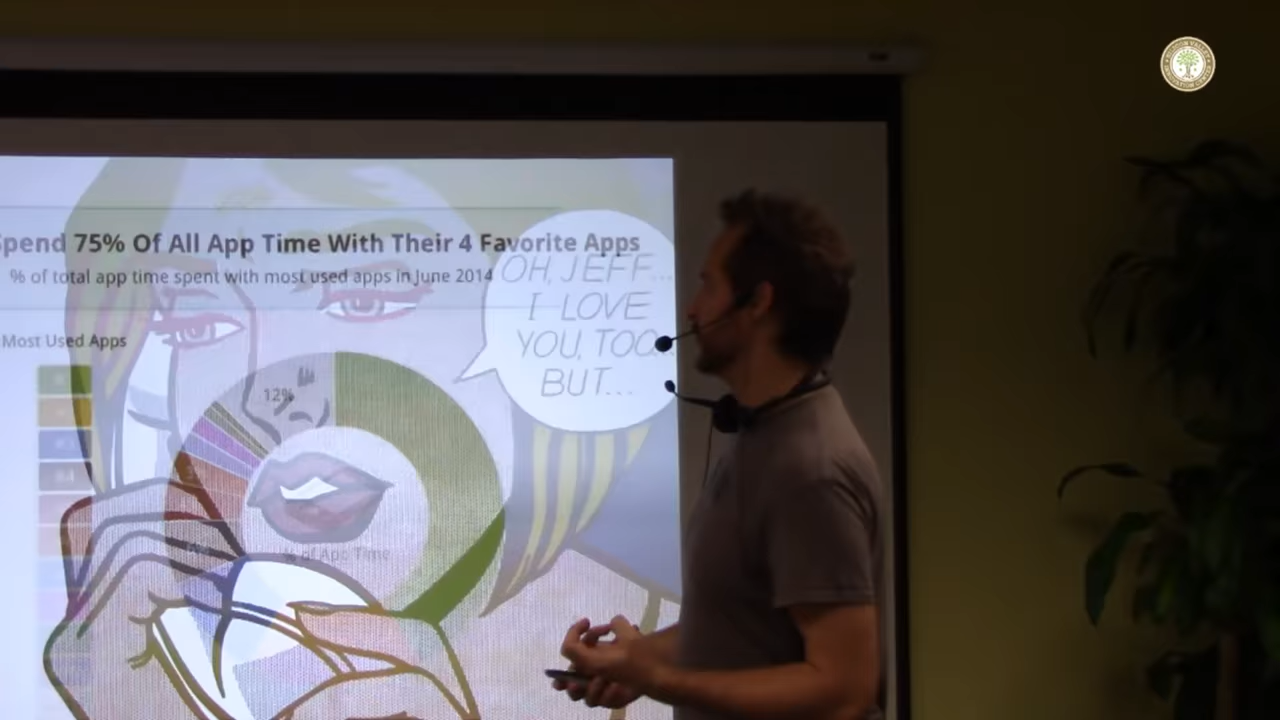 Spend 75% Of All App Time With Their 4 Favorite Apps
% of total app time spent with most used apps in June 2014
OH, JEFF...
I LOVE
YOU, TOO...
BUT...
Most Used Apps
12%
% of App Time